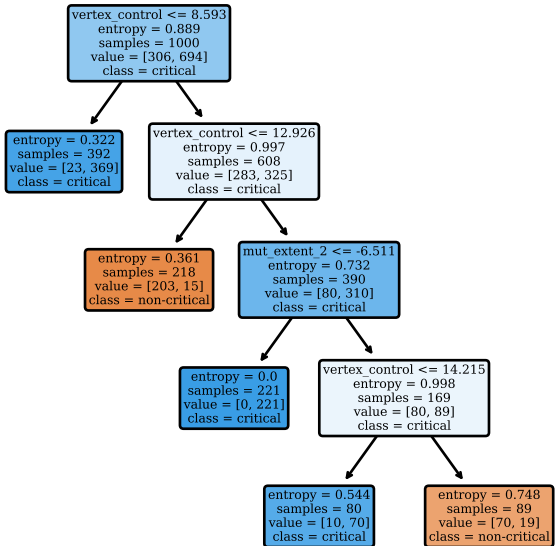 vertex_control <= 8.593
entropy = 0.889
samples = 1000
value = [306, 694]
class = critical
entropy = 0.322
samples = 392
value = [23, 369]
class = critical
vertex_control <= 12.926
entropy = 0.997
samples = 608
value = [283, 325]
class = critical
entropy = 0.361
samples = 218
value = [203, 15]
class = non-critical
mut_extent_2 <= -6.511
entropy = 0.732
samples = 390
value = [80, 310]
class = critical
entropy = 0.0
samples = 221
value = [0, 221]
class = critical
vertex_control <= 14.215
entropy = 0.998
samples = 169
value = [80, 89]
class = critical
entropy = 0.544
samples = 80
value = [10, 70]
class = critical
entropy = 0.748
samples = 89
value = [70, 19]
class = non-critical